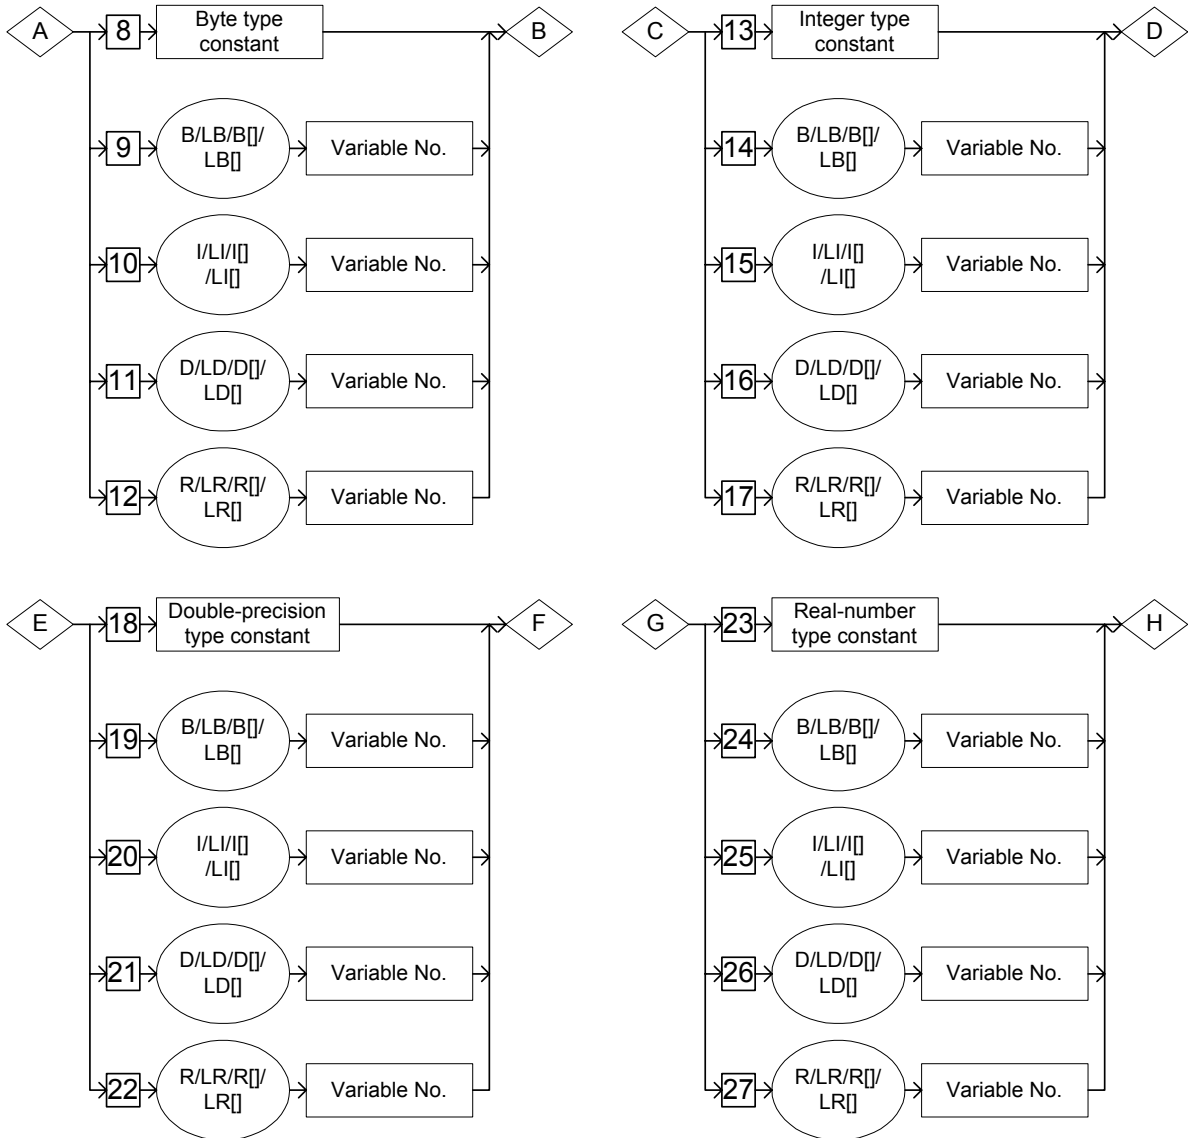 A
8
Byte type
constant
B
9
B/LB/B[]/
LB[]
Variable No.
10
I/LI/I[]
/LI[]
Variable No.
11
D/LD/D[]/
LD[]
Variable No.
12
R/LR/R[]/
LR[]
Variable No.
C
13
Integer type
constant
D
14
B/LB/B[]/
LB[]
Variable No.
15
I/LI/I[]
/LI[]
Variable No.
16
D/LD/D[]/
LD[]
Variable No.
17
R/LR/R[]/
LR[]
Variable No.
E
18
Double-precision
type constant
F
19
B/LB/B[]/
LB[]
Variable No.
20
I/LI/I[]
/LI[]
Variable No.
21
D/LD/D[]/
LD[]
Variable No.
22
R/LR/R[]/
LR[]
Variable No.
G
23
Real-number
type constant
H
24
B/LB/B[]/
LB[]
Variable No.
25
I/LI/I[]
/LI[]
Variable No.
26
D/LD/D[]/
LD[]
Variable No.
27
R/LR/R[]/
LR[]
Variable No.